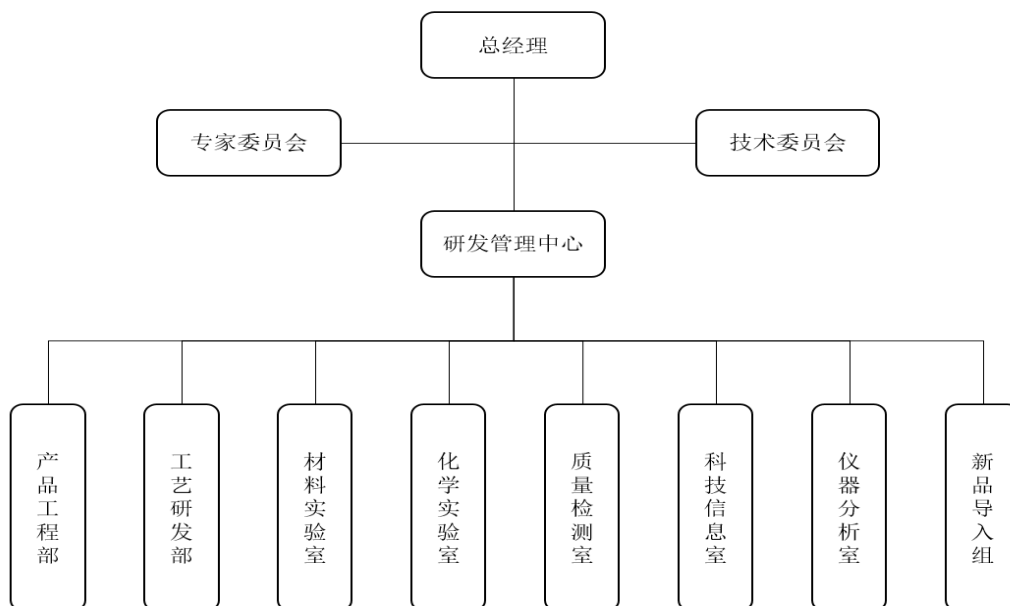 总经理
专家委员会
技术委员会
研发管理中心
产品工程部
工艺研发部
材料实验室
化学实验室
质量检测室
科技信息室
仪器分析室
新品导入组